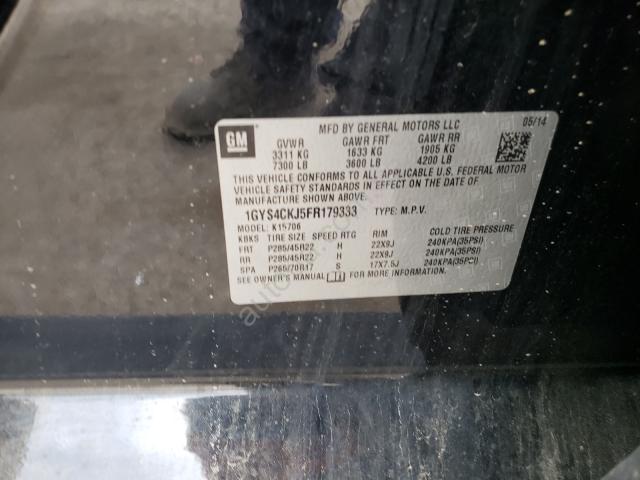 GM
MFD BY GENERAL MOTORS LLC 05/14
GVWR GAWR FRT GAWR RR
3311 KG 1633 KG 1905 KG
7300 LB 3600 LB 4200 LB
THIS VEHICLE CONFORMS TO ALL APPLICABLE U.S. FEDERAL MOTOR
VEHICLE SAFETY STANDARDS IN EFFECT ON THE DATE OF
MANUFACTURE SHOWN ABOVE.
1GYS4CKJ5FR179333 TYPE: M.P.V.
MODEL: K15706
KBKS TIRE SIZE SPEED RTG RIM COLD TIRE PRESSURE
FRT P285/45R22 H 22X9J 240KPA(35PSI)
RR P285/45R22 H 22X9J 240KPA(35PSI)
SPA P265/70R17 S 17X7.5J 240KPA(35PSI)
SEE OWNER'S MANUAL FOR MORE INFORMATION